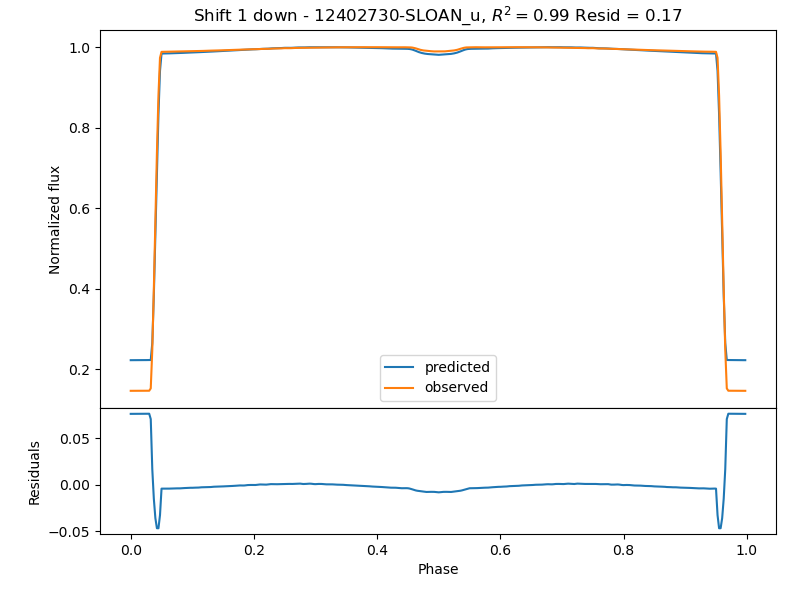 Shift 1 down - 12402730-SLOAN_u, $R^2 = 0.99$ Resid = 0.17
Normalized flux
1.0
0.8
0.6
0.4
0.2
predicted
observed
Residuals
0.05
0.00
−0.05
0.0 0.2 0.4 0.6 0.8 1.0
Phase